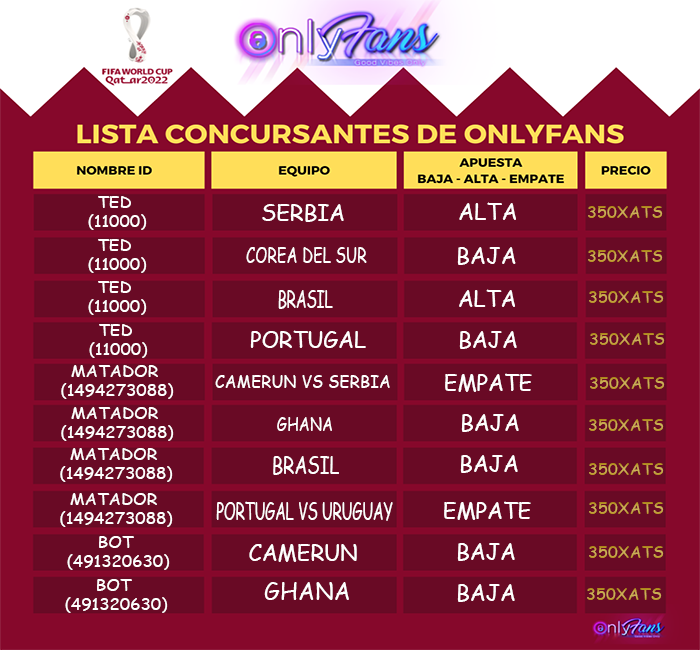 FIFA WORLD CUP
Qatar2022
OnlyFans
Good Vibes Only
LISTA CONCURSANTES DE ONLYFANS
NOMBRE ID EQUIPO APUESTA BAJA - ALTA - EMPATE PRECIO
TED (11000) SERBIA ALTA 350XATS
TED (11000) COREA DEL SUR BAJA 350XATS
TED (11000) BRASIL ALTA 350XATS
TED (11000) PORTUGAL BAJA 350XATS
MATADOR (1494273088) CAMERUN VS SERBIA EMPATE 350XATS
MATADOR (1494273088) GHANA BAJA 350XATS
MATADOR (1494273088) BRASIL BAJA 350XATS
MATADOR (1494273088) PORTUGAL VS URUGUAY EMPATE 350XATS
BOT (491320630) CAMERUN BAJA 350XATS
BOT (491320630) GHANA BAJA 350XATS
OnlyFans